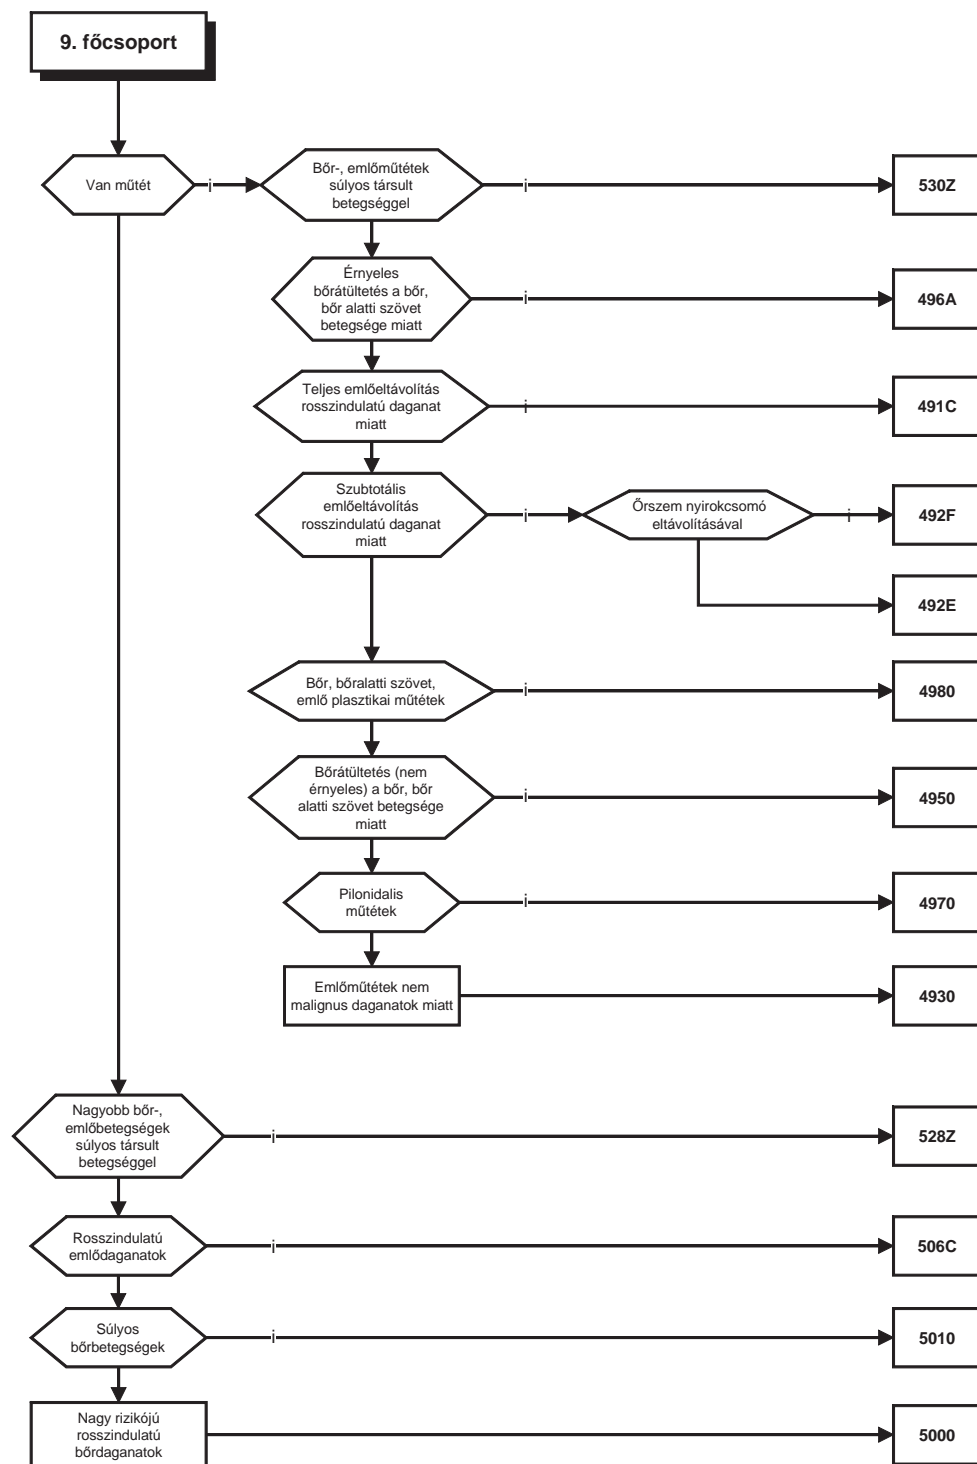 9. főcsoport
Van műtét
i
Bőr-, emlőműtétek
súlyos társult
betegséggel
i
530Z
Érnyeles
bőrátültetés a bőr,
bőr alatti szövet
betegsége miatt
i
496A
Teljes emlőeltávolítás
rosszindulatú daganat
miatt
i
491C
Szubtotális
emlőeltávolítás
rosszindulatú daganat
miatt
i
Őrszem nyirokcsomó
eltávolításával
i
492F
492E
Bőr, bőralatti szövet,
emlő plasztikai műtétek
i
4980
Bőrátültetés (nem
érnyeles) a bőr, bőr
alatti szövet betegsége
miatt
i
4950
Pilonidalis
műtétek
i
4970
Emlőműtétek nem
malignus daganatok miatt
4930
Nagyobb bőr-,
emlőbetegségek
súlyos társult
betegséggel
i
528Z
Rosszindulatú
emlődaganatok
i
506C
Súlyos
bőrbetegségek
i
5010
Nagy rizikójú
rosszindulatú
bőrdaganatok
5000